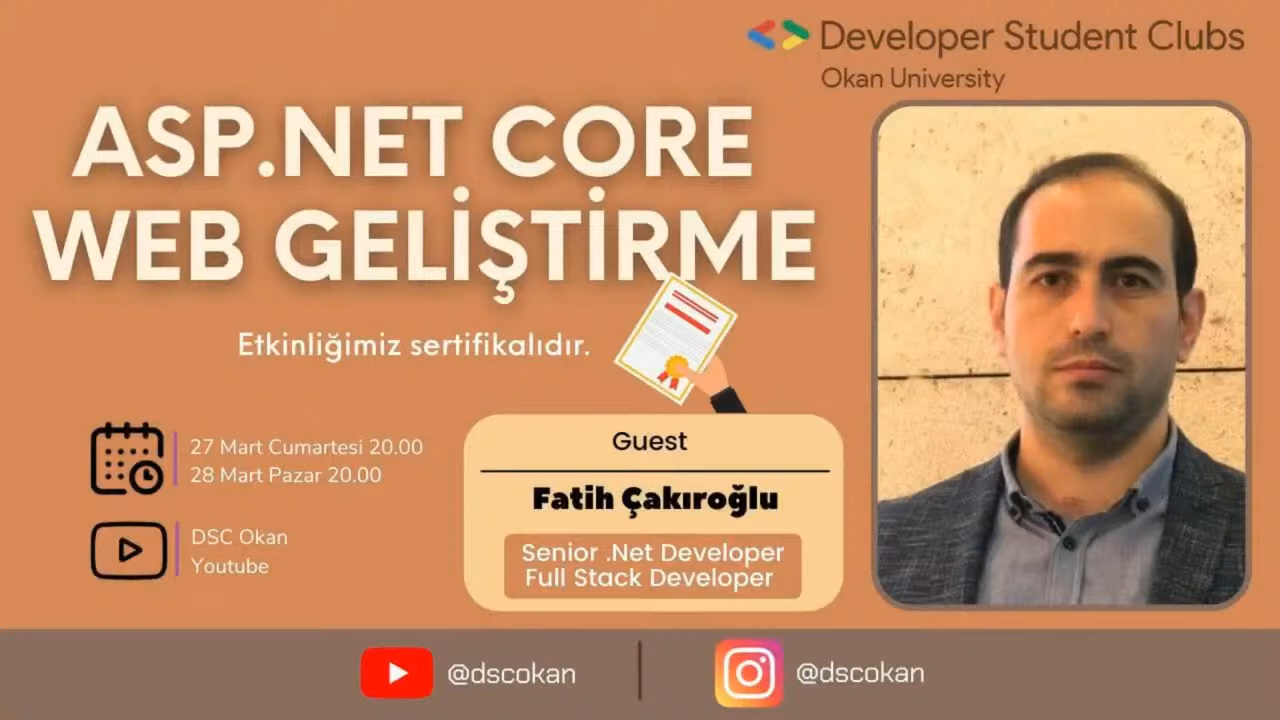 Developer Student Clubs
Okan University
ASP.NET CORE
WEB GELİŞTİRME
Etkinliğimiz sertifikalıdır.
27 Mart Cumartesi 20.00
28 Mart Pazar 20.00
DSC Okan
Youtube
Guest
Fatih Çakıroğlu
Senior .Net Developer
Full Stack Developer
@dscokan
@dscokan